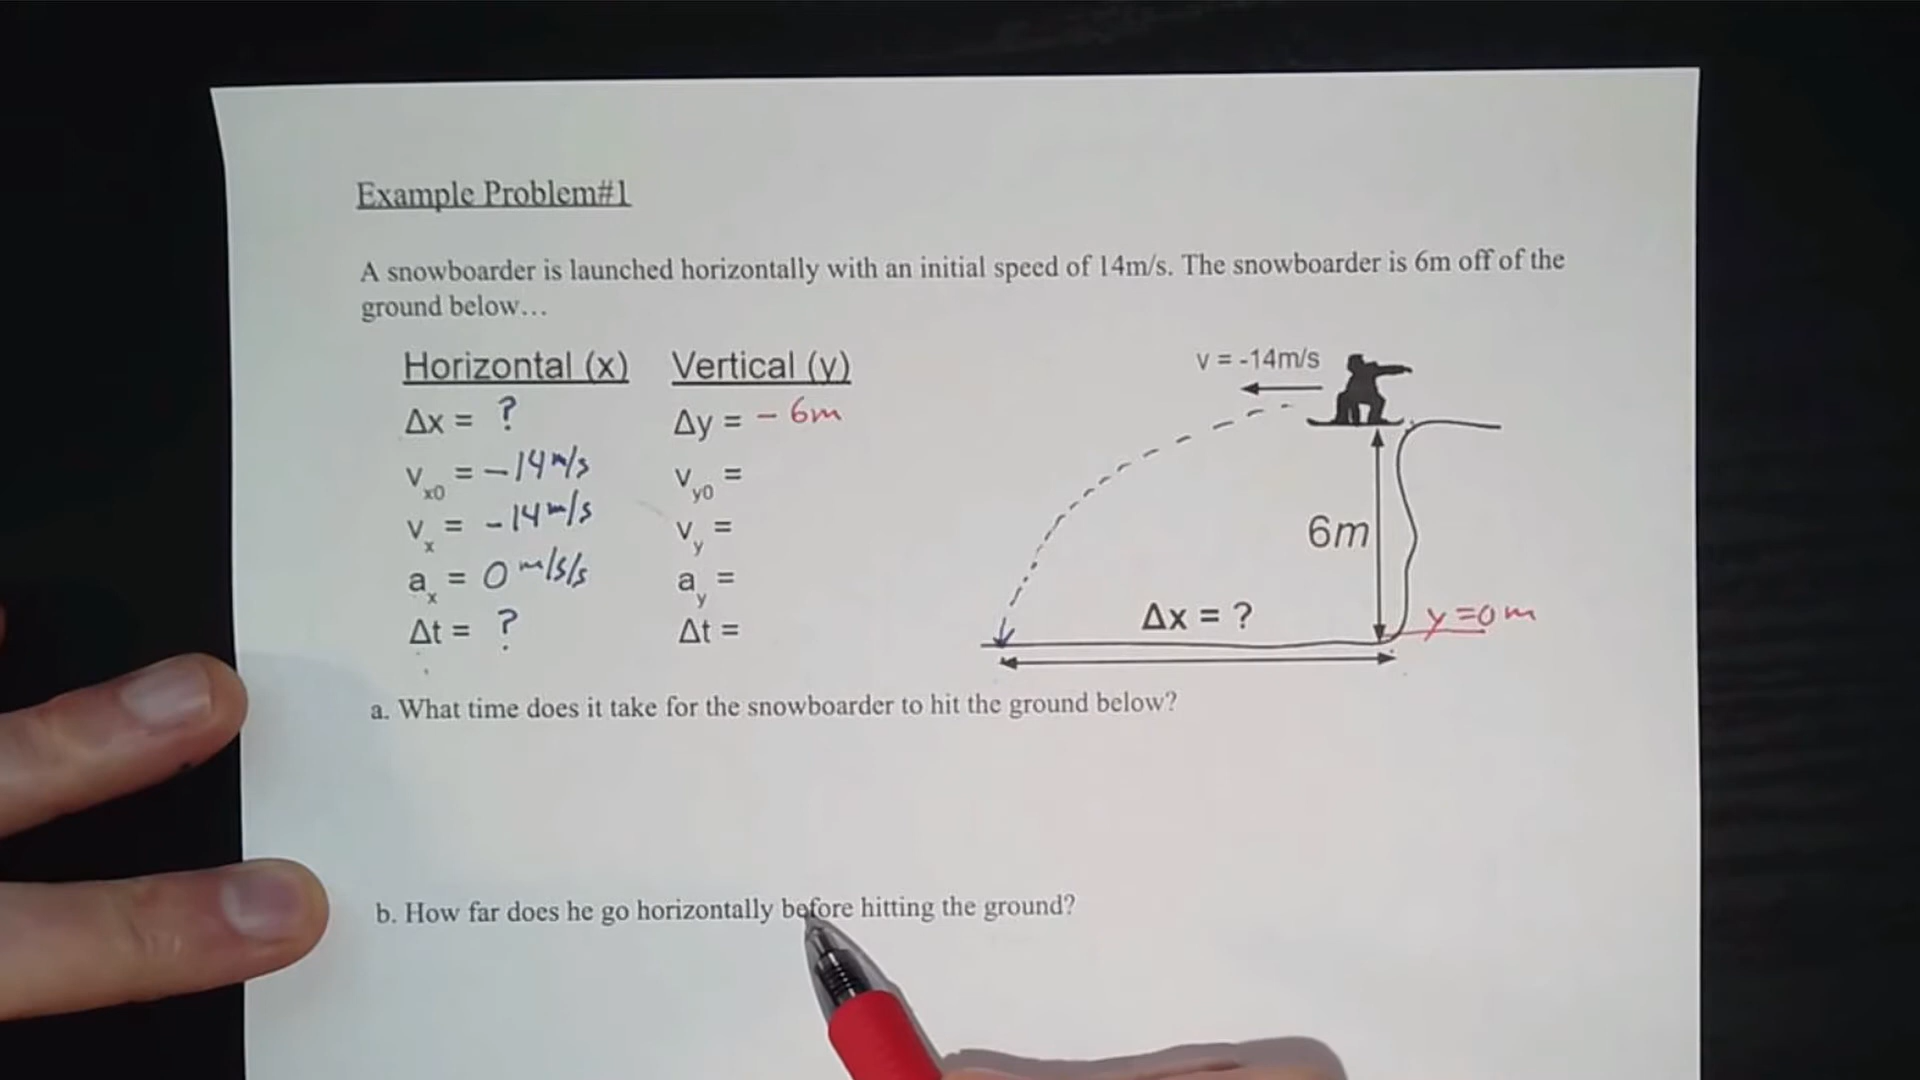 Example Problem#1
A snowboarder is launched horizontally with an initial speed of 14m/s. The snowboarder is 6m off of the
ground below…
Horizontal (x)
Δx = ?
vx0 = -14m/s
vx = -14m/s
ax = 0 m/s/s
Δt = ?
Vertical (y)
Δy = - 6m
vy0 =
vy =
ay =
Δt =
v = -14m/s
6m
Δx = ?
y=0m
a. What time does it take for the snowboarder to hit the ground below?
b. How far does he go horizontally before hitting the ground?